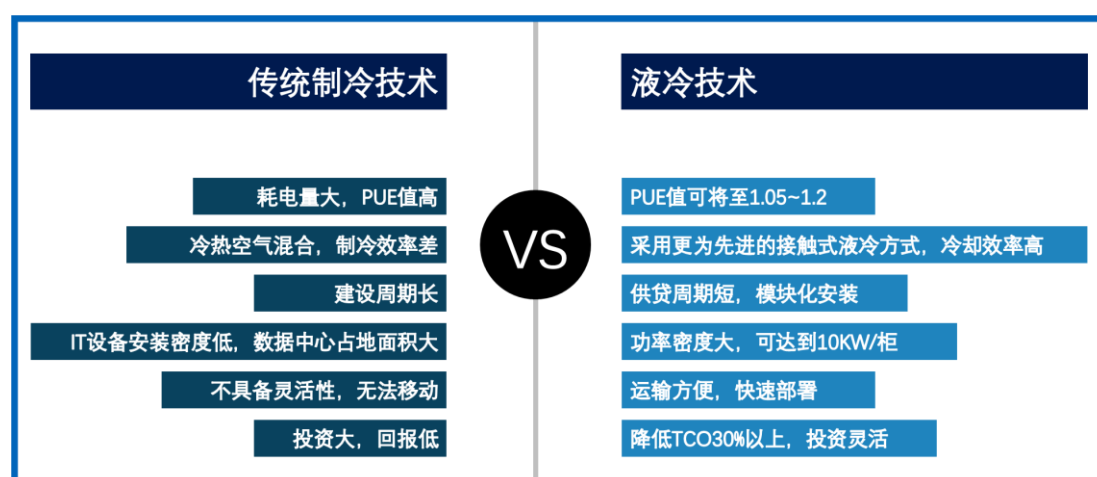 传统制冷技术
液冷技术
耗电量大，PUE值高
冷热空气混合，制冷效率差
建设周期长
IT设备安装密度低，数据中心占地面积大
不具备灵活性，无法移动
投资大，回报低
VS
PUE值可将至1.05~1.2
采用更为先进的接触式液冷方式，冷却效率高
供贷周期短，模块化安装
功率密度大，可达到10KW/柜
运输方便，快速部署
降低TCO30%以上，投资灵活